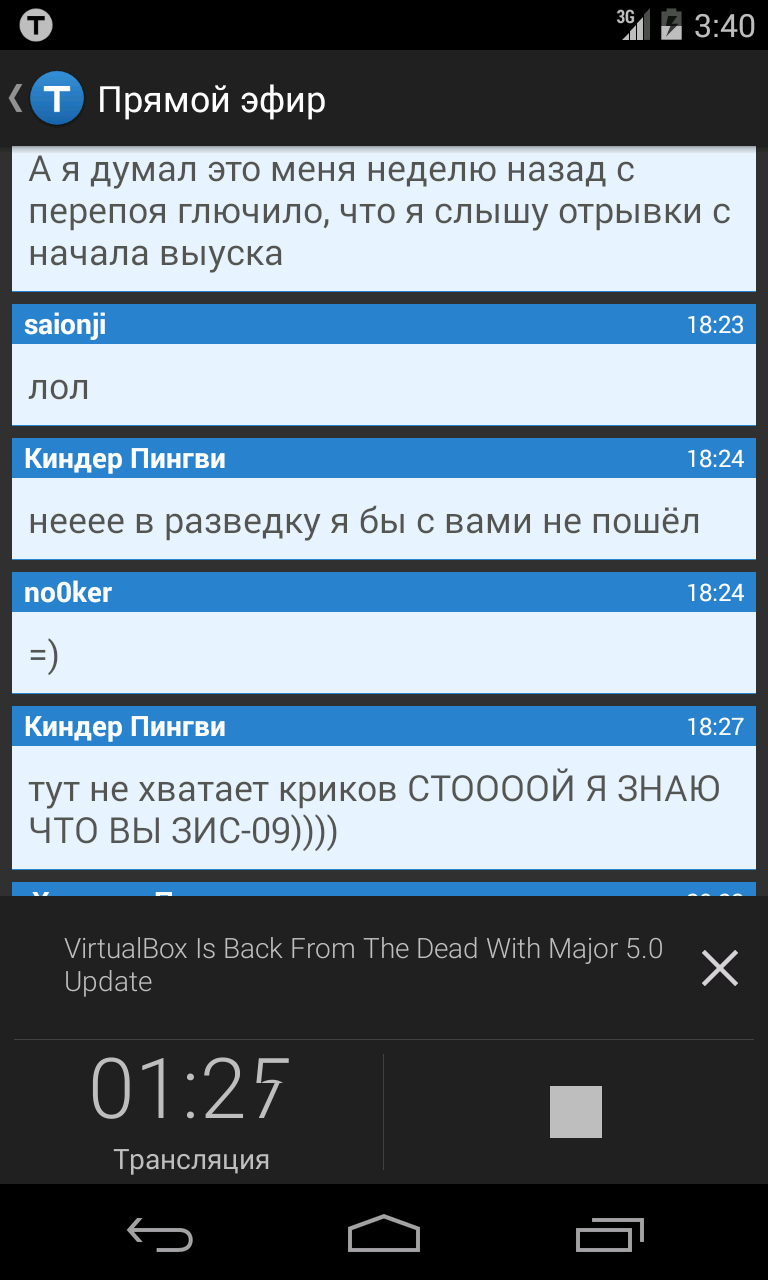 T
3G
3:40
T Прямой эфир
А я думал это меня неделю назад с
перепоя глючило, что я слышу отрывки с
начала выуска
saionji 18:23
лол
Киндер Пингви 18:24
нееее в разведку я бы с вами не пошёл
no0ker 18:24
=)
Киндер Пингви 18:27
тут не хватает криков СТООООЙ Я ЗНАЮ
ЧТО ВЫ ЗИС-09))))
VirtualBox Is Back From The Dead With Major 5.0
Update
01:2
Трансляция